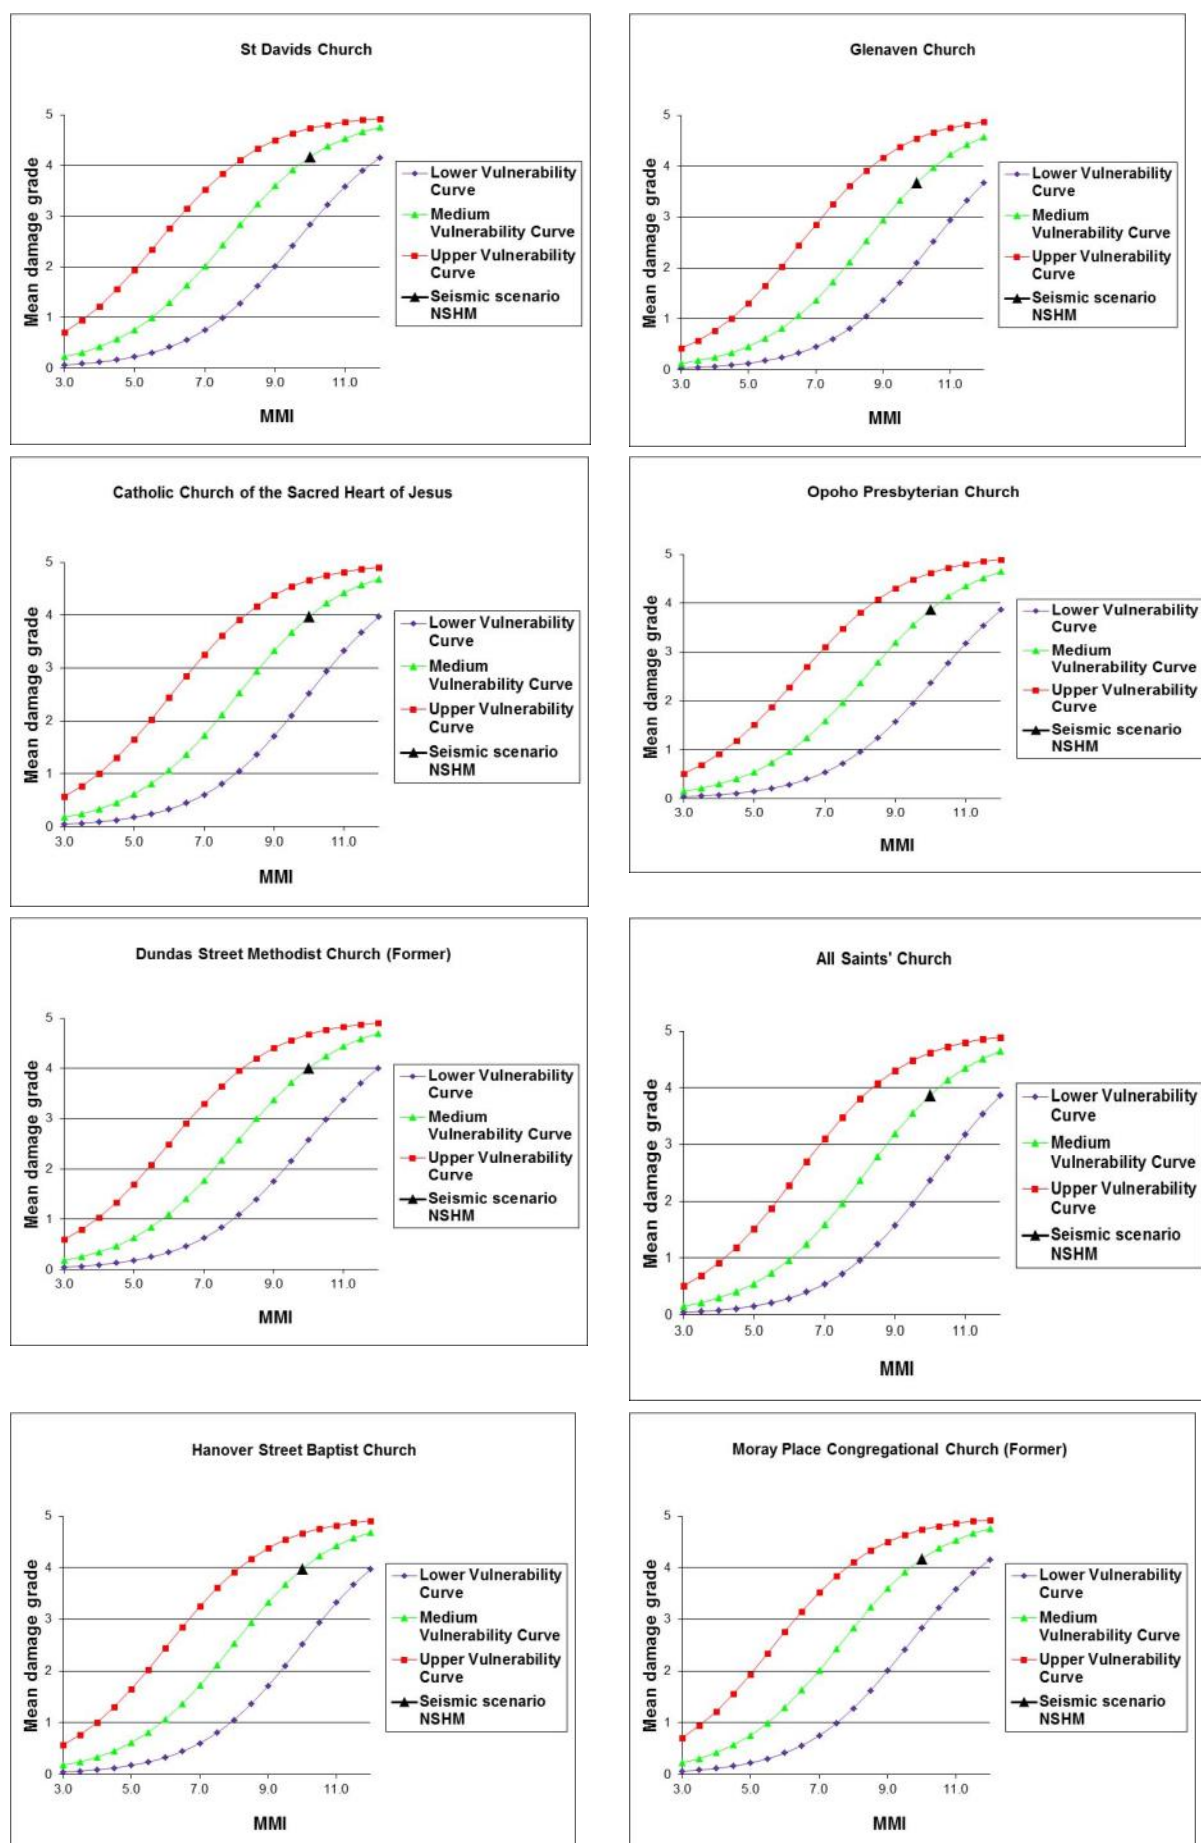 St Davids Church
Mean damage grade
5
4
3
2
1
0
3.0 5.0 7.0 9.0 11.0
MMI
Lower Vulnerability
Curve
Medium
Vulnerability Curve
Upper Vulnerability
Curve
Seismic scenario
NSHM
Glenaven Church
Mean damage grade
5
4
3
2
1
0
3.0 5.0 7.0 9.0 11.0
MMI
Lower Vulnerability
Curve
Medium
Vulnerability Curve
Upper Vulnerability
Curve
Seismic scenario
NSHM
Catholic Church of the Sacred Heart of Jesus
Mean damage grade
5
4
3
2
1
0
3.0 5.0 7.0 9.0 11.0
MMI
Lower Vulnerability
Curve
Medium
Vulnerability Curve
Upper Vulnerability
Curve
Seismic scenario
NSHM
Opoho Presbyterian Church
Mean damage grade
5
4
3
2
1
0
3.0 5.0 7.0 9.0 11.0
MMI
Lower Vulnerability
Curve
Medium
Vulnerability Curve
Upper Vulnerability
Curve
Seismic scenario
NSHM
Dundas Street Methodist Church (Former)
Mean damage grade
5
4
3
2
1
0
3.0 5.0 7.0 9.0 11.0
MMI
Lower Vulnerability
Curve
Medium
Vulnerability Curve
Upper Vulnerability
Curve
Seismic scenario
NSHM
All Saints' Church
Mean damage grade
5
4
3
2
1
0
3.0 5.0 7.0 9.0 11.0
MMI
Lower Vulnerability
Curve
Medium
Vulnerability Curve
Upper Vulnerability
Curve
Seismic scenario
NSHM
Hanover Street Baptist Church
Mean damage grade
5
4
3
2
1
0
3.0 5.0 7.0 9.0 11.0
MMI
Lower Vulnerability
Curve
Medium
Vulnerability Curve
Upper Vulnerability
Curve
Seismic scenario
NSHM
Moray Place Congregational Church (Former)
Mean damage grade
5
4
3
2
1
0
3.0 5.0 7.0 9.0 11.0
MMI
Lower Vulnerability
Curve
Medium
Vulnerability Curve
Upper Vulnerability
Curve
Seismic scenario
NSHM